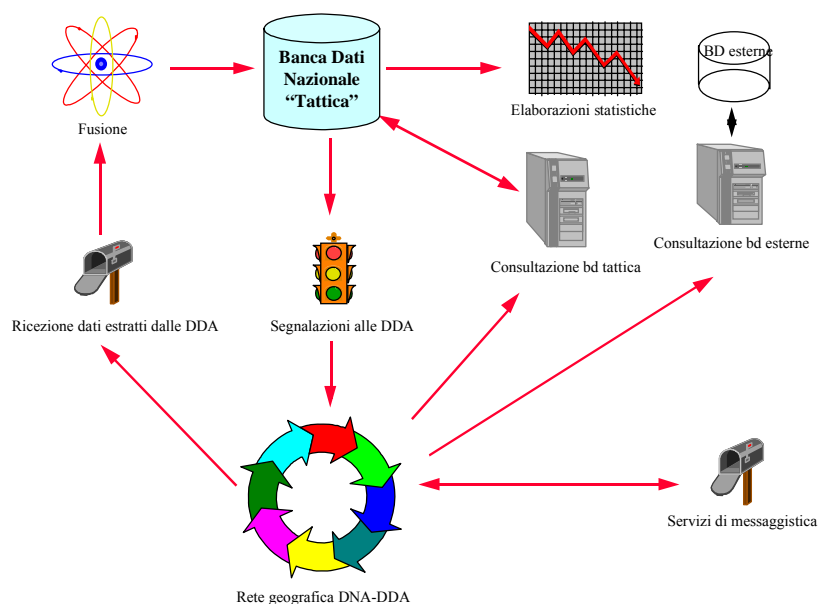 Banca Dati
Nazionale
“Tattica”
BD esterne
Elaborazioni statistiche
Fusione
Consultazione bd esterne
Consultazione bd tattica
Ricezione dati estratti dalle DDA
Segnalazioni alle DDA
Servizi di messaggistica
Rete geografica DNA-DDA